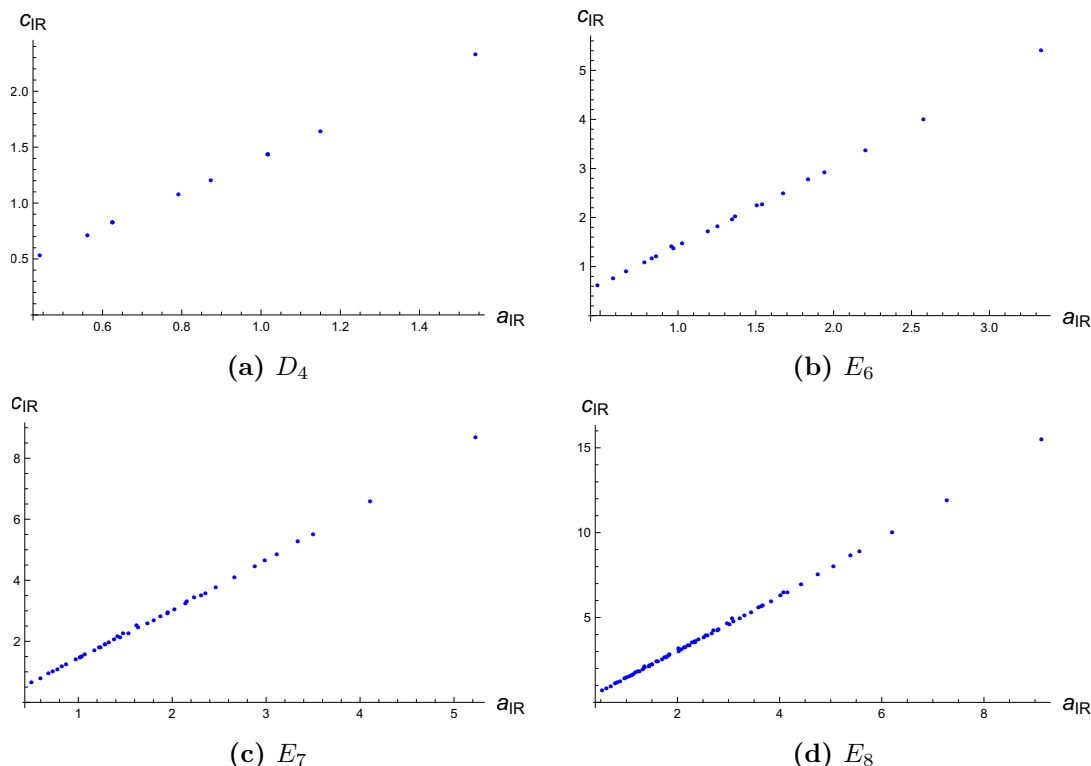 c_IR
2.0
1.5
1.0
0.5
0.6 0.8 1.0 1.2 1.4 a_IR
(a) D_4
c_IR
5
4
3
2
1
1.0 1.5 2.0 2.5 3.0 a_IR
(b) E_6
c_IR
8
6
4
2
1 2 3 4 5 a_IR
(c) E_7
c_IR
15
10
5
2 4 6 8 a_IR
(d) E_8